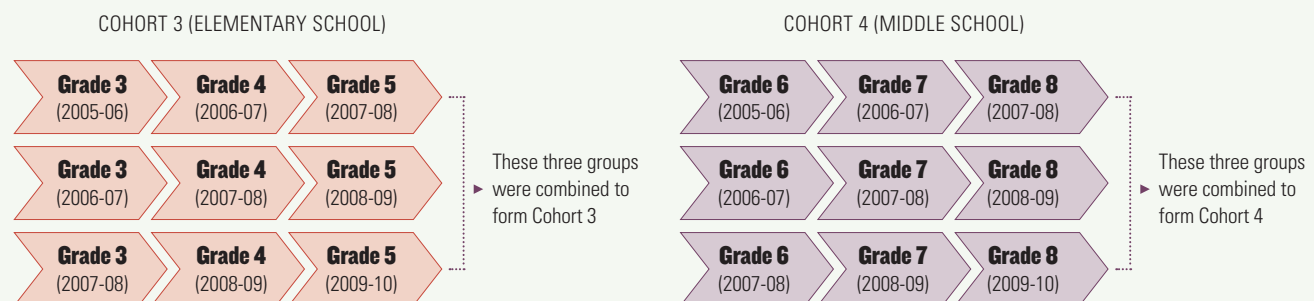 COHORT 3 (ELEMENTARY SCHOOL)
Grade 3
(2005-06)
Grade 4
(2006-07)
Grade 5
(2007-08)
Grade 3
(2006-07)
Grade 4
(2007-08)
Grade 5
(2008-09)
Grade 3
(2007-08)
Grade 4
(2008-09)
Grade 5
(2009-10)
These three groups
were combined to
form Cohort 3
COHORT 4 (MIDDLE SCHOOL)
Grade 6
(2005-06)
Grade 7
(2006-07)
Grade 8
(2007-08)
Grade 6
(2006-07)
Grade 7
(2007-08)
Grade 8
(2008-09)
Grade 6
(2007-08)
Grade 7
(2008-09)
Grade 8
(2009-10)
These three groups
were combined to
form Cohort 4